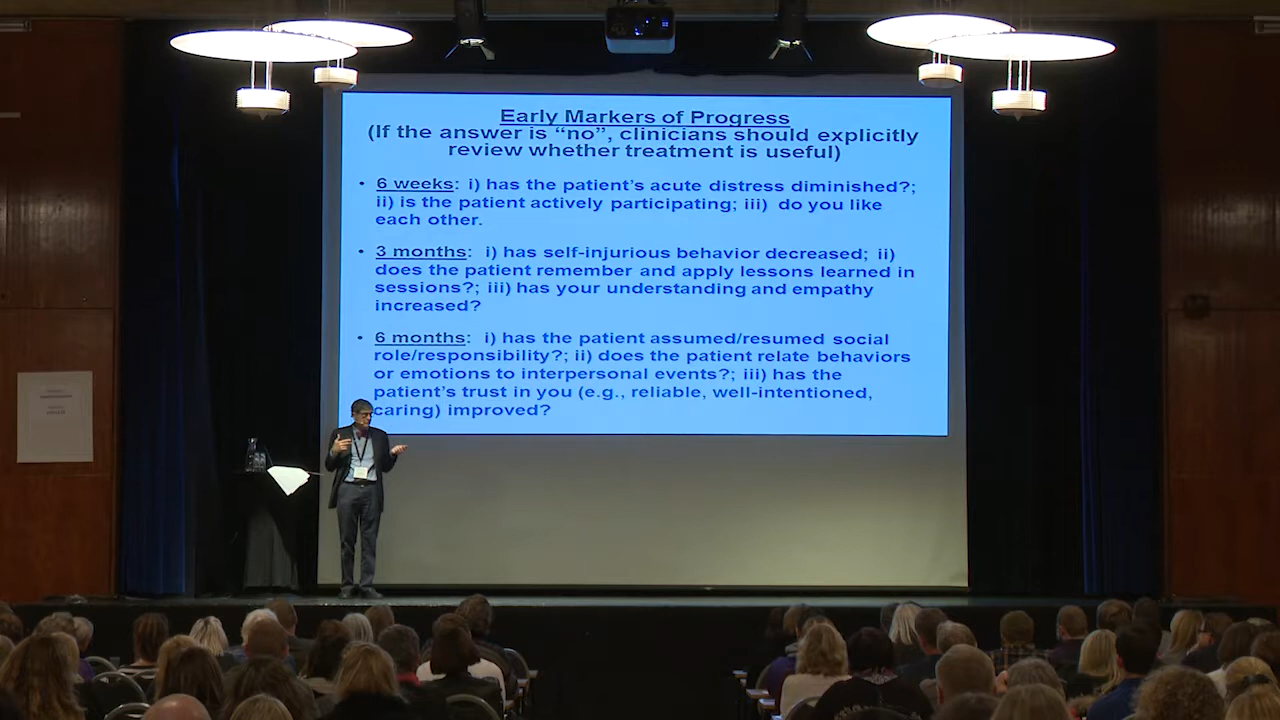 Early Markers of Progress
(If the answer is “no”, clinicians should explicitly
review whether treatment is useful)
• 6 weeks: i) has the patient’s acute distress diminished?;
ii) is the patient actively participating; iii) do you like
each other.
• 3 months: i) has self-injurious behavior decreased; ii)
does the patient remember and apply lessons learned in
sessions?; iii) has your understanding and empathy
increased?
• 6 months: i) has the patient assumed/resumed social
role/responsibility?; ii) does the patient relate behaviors
or emotions to interpersonal events?; iii) has the
patient’s trust in you (e.g., reliable, well-intentioned,
caring) improved?